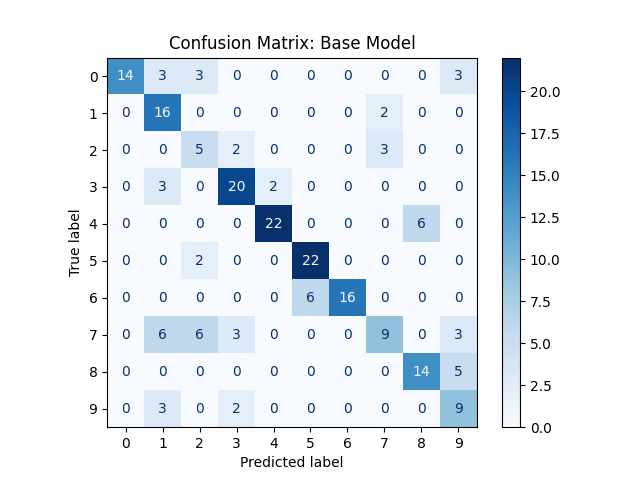 Confusion Matrix: Base Model
0 14 3 3 0 0 0 0 0 0 3
1 0 16 0 0 0 0 0 2 0 0
2 0 0 5 2 0 0 0 3 0 0
3 0 3 0 20 2 0 0 0 0 0
4 0 0 0 0 22 0 0 0 6 0
5 0 0 2 0 0 22 0 0 0 0
6 0 0 0 0 0 6 16 0 0 0
7 0 6 6 3 0 0 0 9 0 3
8 0 0 0 0 0 0 0 0 14 5
9 0 3 0 2 0 0 0 0 0 9
0 1 2 3 4 5 6 7 8 9
Predicted label
True label
20.0
17.5
15.0
12.5
10.0
7.5
5.0
2.5
0.0